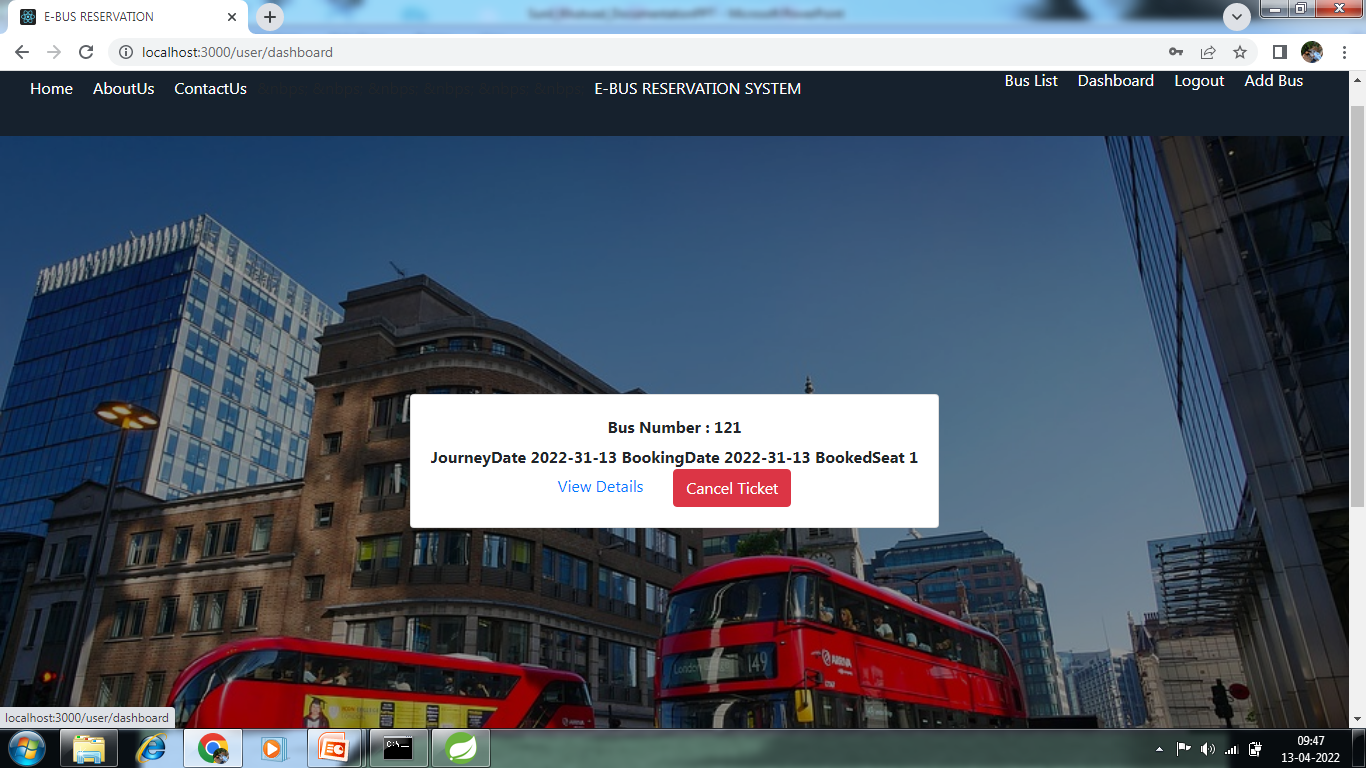 E-BUS RESERVATION
localhost:3000/user/dashboard
Home AboutUs ContactUs E-BUS RESERVATION SYSTEM Bus List Dashboard Logout Add Bus
Bus Number : 121
JourneyDate 2022-31-13 BookingDate 2022-31-13 BookedSeat 1
View Details Cancel Ticket
London 149
ARRIVA
localhost:3000/user/dashboard
C:\_
09:47
13-04-2022